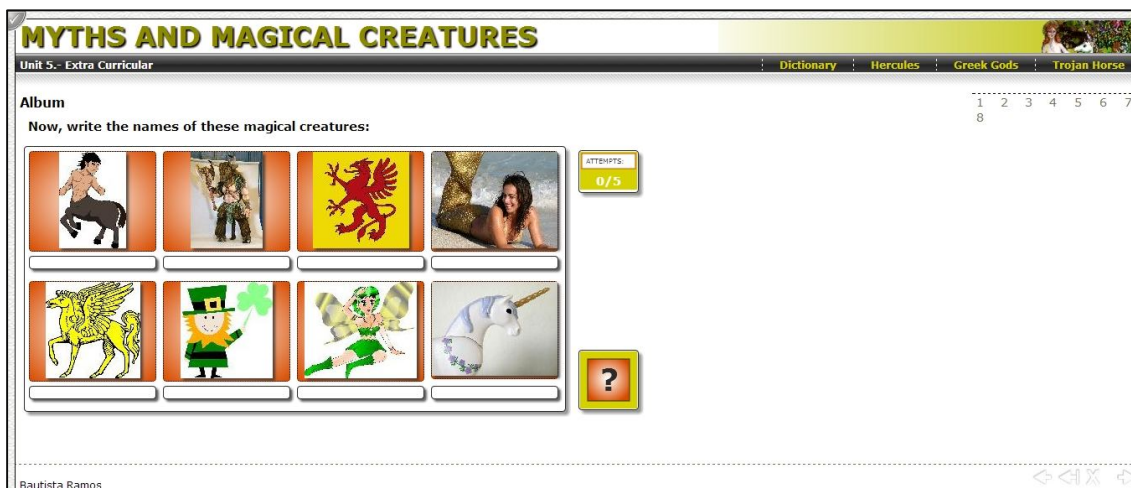 MYTHS AND MAGICAL CREATURES
Unit 5.- Extra Curricular
Dictionary Hercules Greek Gods Trojan Horse
Album
1 2 3 4 5 6 7
8
Now, write the names of these magical creatures:
ATTEMPTS:
0/5
?
Bautista Ramos